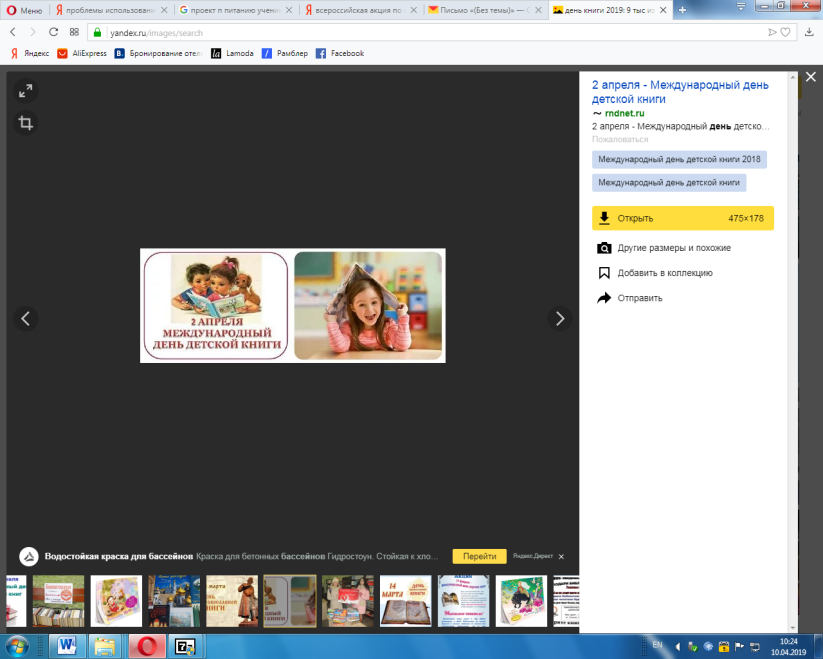 Меню
проблемы использовани
проект п питанию учени
всероссийская акция по
Письмо «(Без темы)» — С
день книги 2019: 9 тыс из
yandex.ru/images/search
Яндекс
AliExpress
Бронирование отел
Lamoda
Рамблер
Facebook
2 апреля - Международный день
детской книги
rndnet.ru
2 апреля - Международный день детско...
Пожаловаться
Международный день детской книги 2018
Международный день детской книги
Открыть 475×178
Другие размеры и похожие
Добавить в коллекцию
Отправить
2 АПРЕЛЯ
МЕЖДУНАРОДНЫЙ
ДЕНЬ ДЕТСКОЙ КНИГИ
Водостойкая краска для бассейнов Краска для бетонных бассейнов Гидростоун. Стойкая к хло...
Перейти
Яндекс.Директ
14
МАРТА
EN
10:24
10.04.2019